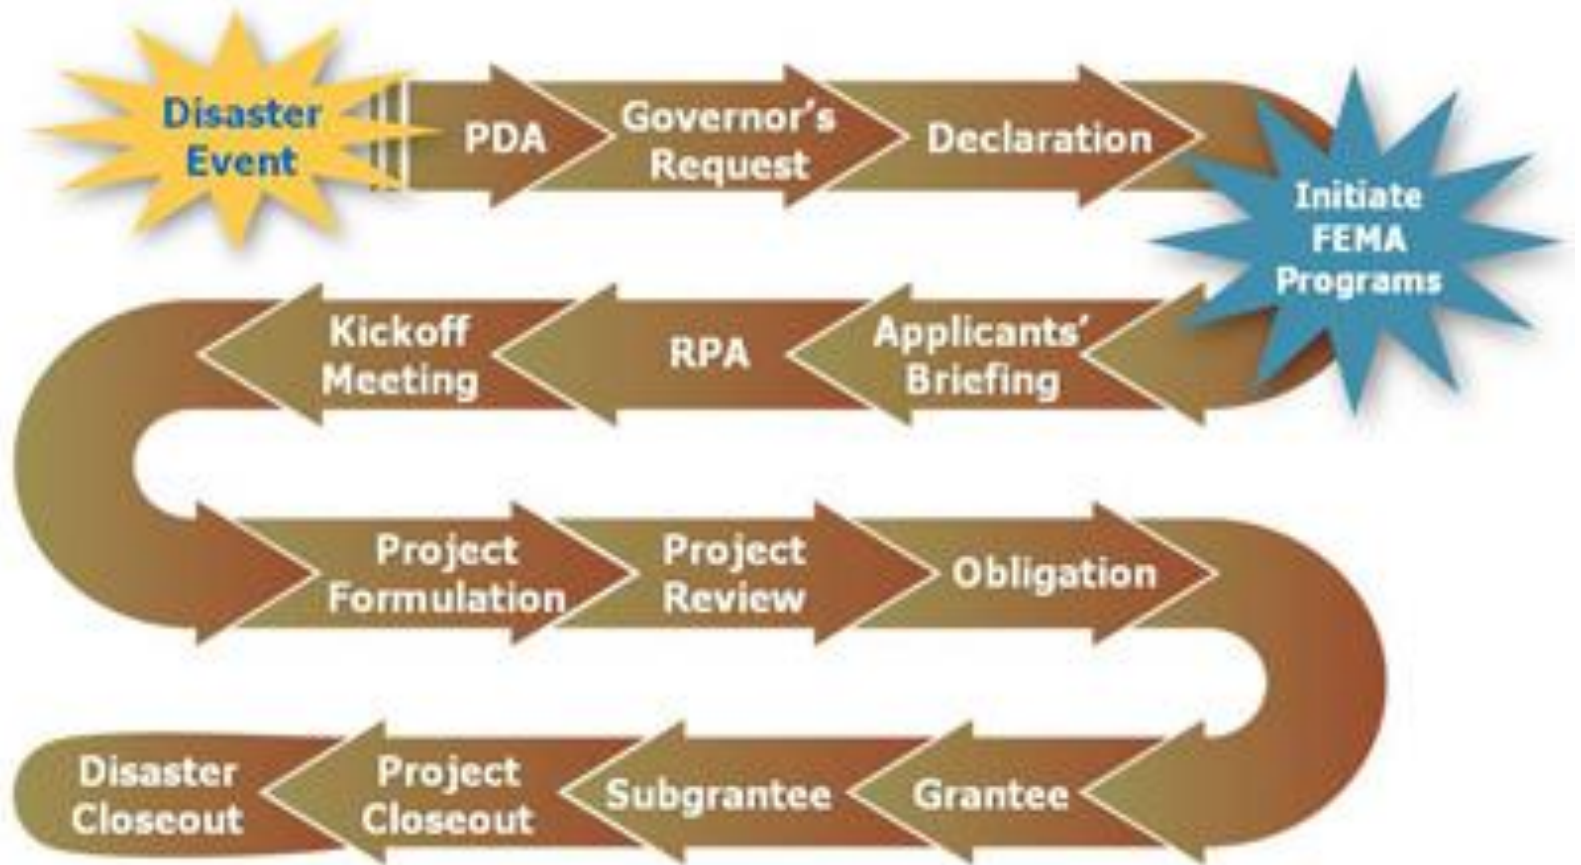 Disaster
Event
PDA
Governor's
Request
Declaration
Initiate
FEMA
Programs
Applicants'
Briefing
RPA
Kickoff
Meeting
Project
Formulation
Project
Review
Obligation
Grantee
Subgrantee
Project
Closeout
Disaster
Closeout